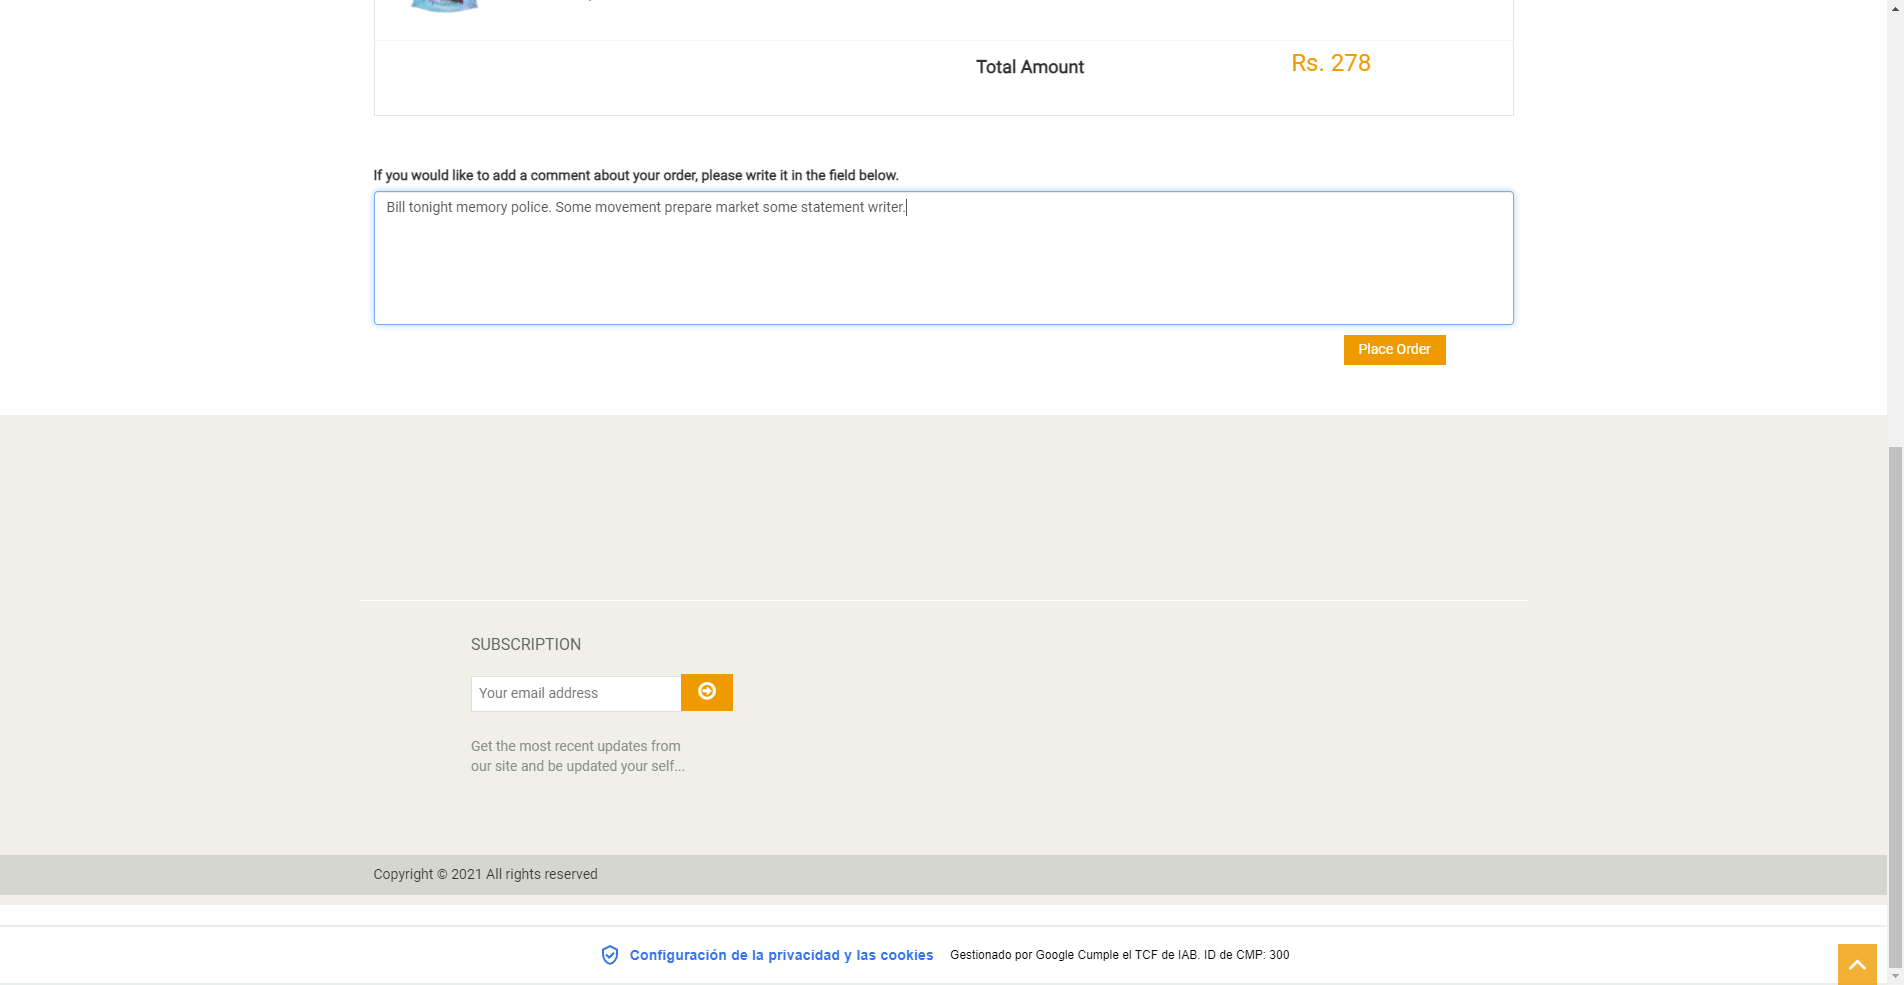 Total Amount
Rs. 278
If you would like to add a comment about your order, please write it in the field below.
Bill tonight memory police. Some movement prepare market some statement writer.
Place Order
SUBSCRIPTION
Your email address
Get the most recent updates from
our site and be updated your self...
Copyright © 2021 All rights reserved
Configuración de la privacidad y las cookies
Gestionado por Google Cumple el TCF de IAB. ID de CMP: 300